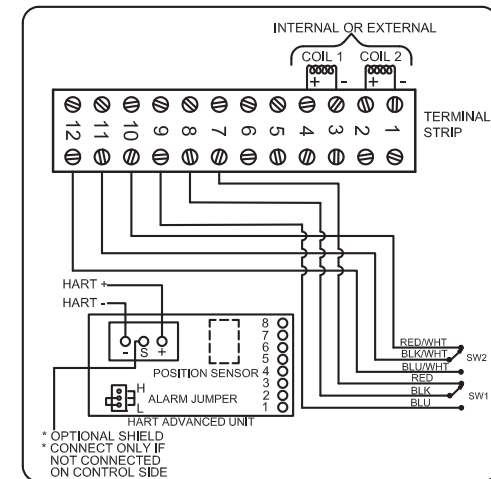 INTERNAL OR EXTERNAL
COIL 1 COIL 2
+ - + -
12 11 10 9 8 7 6 5 4 3 2 1
TERMINAL
STRIP
HART +
HART -
- S +
8
7
6
5
4
3
2
1
POSITION SENSOR
H
ALARM JUMPER
L
HART ADVANCED UNIT
RED/WHT
BLK/WHT
SW2
BLU/WHT
RED
BLK
SW1
BLU
* OPTIONAL SHIELD
* CONNECT ONLY IF
NOT CONNECTED
ON CONTROL SIDE